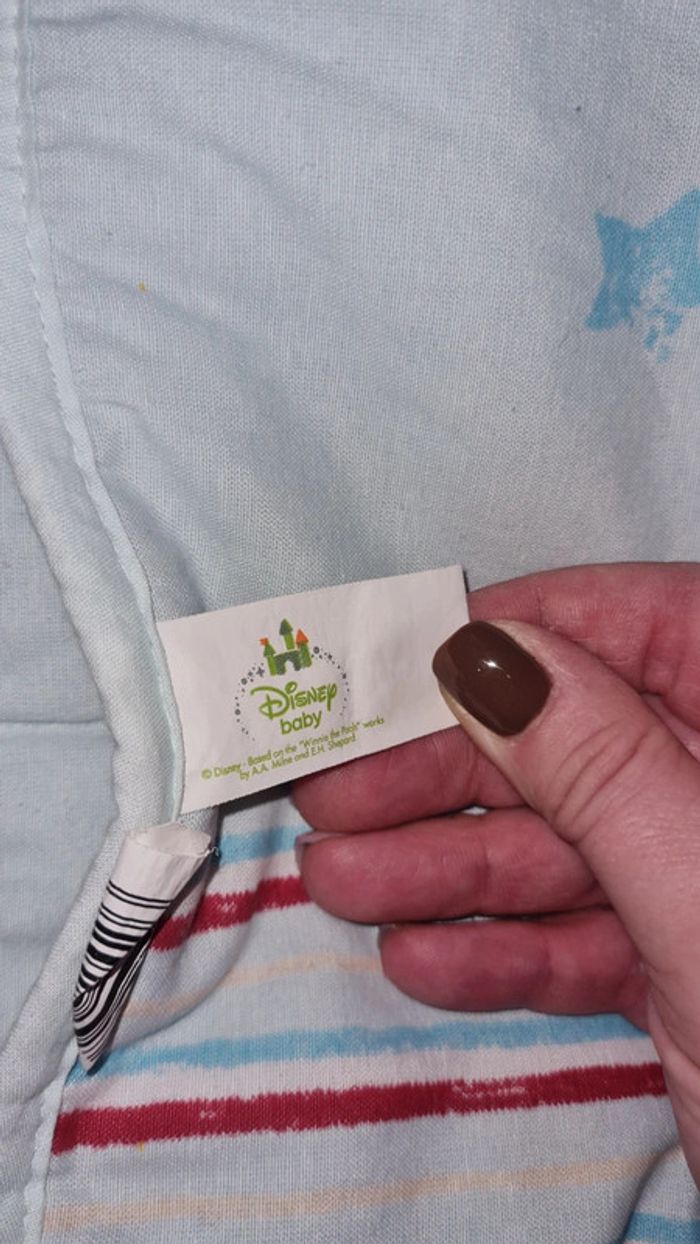 Disney
baby
© Disney · Based on the "Winnie the Pooh" works
by A.A. Milne and E.H. Shepard